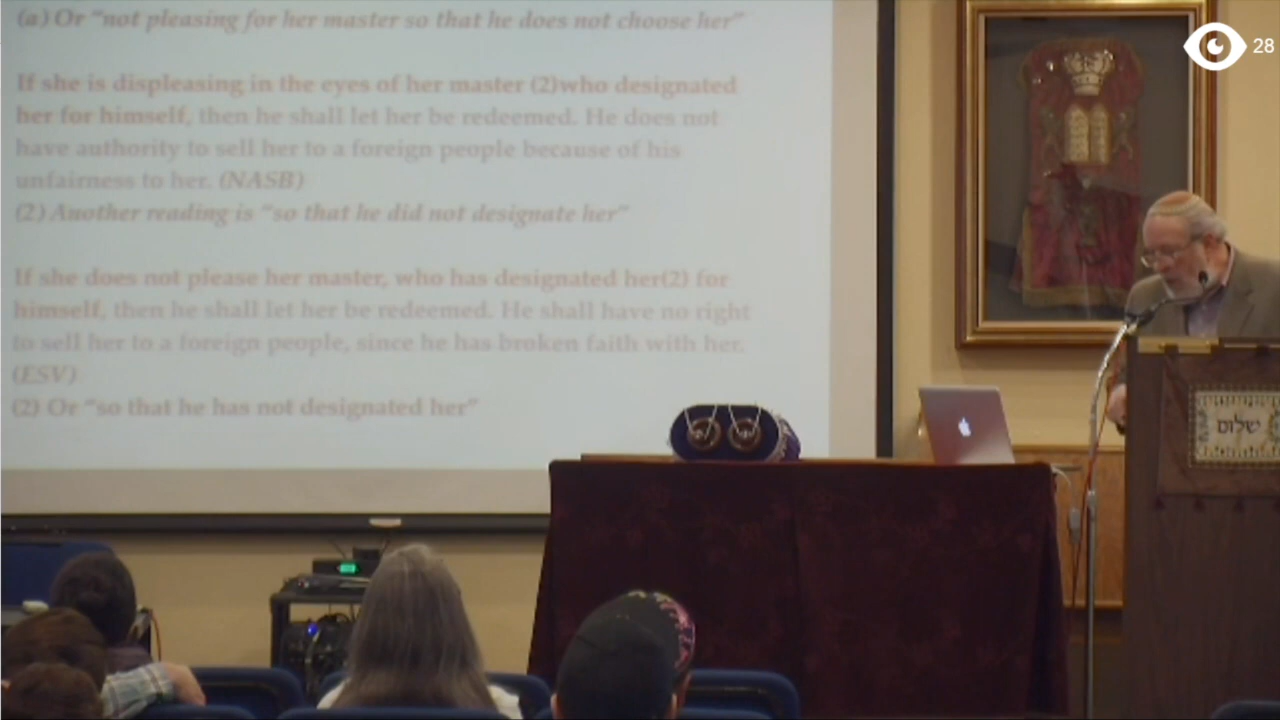 (a) Or “not pleasing for her master so that he does not choose her”
If she is displeasing in the eyes of her master (2)who designated
her for himself, then he shall let her be redeemed. He does not
have authority to sell her to a foreign people because of his
unfairness to her. (NASB)
(2) Another reading is “so that he did not designate her”
If she does not please her master, who has designated her(2) for
himself, then he shall let her be redeemed. He shall have no right
to sell her to a foreign people, since he has broken faith with her.
(ESV)
(2) Or “so that he has not designated her”
28
שלום